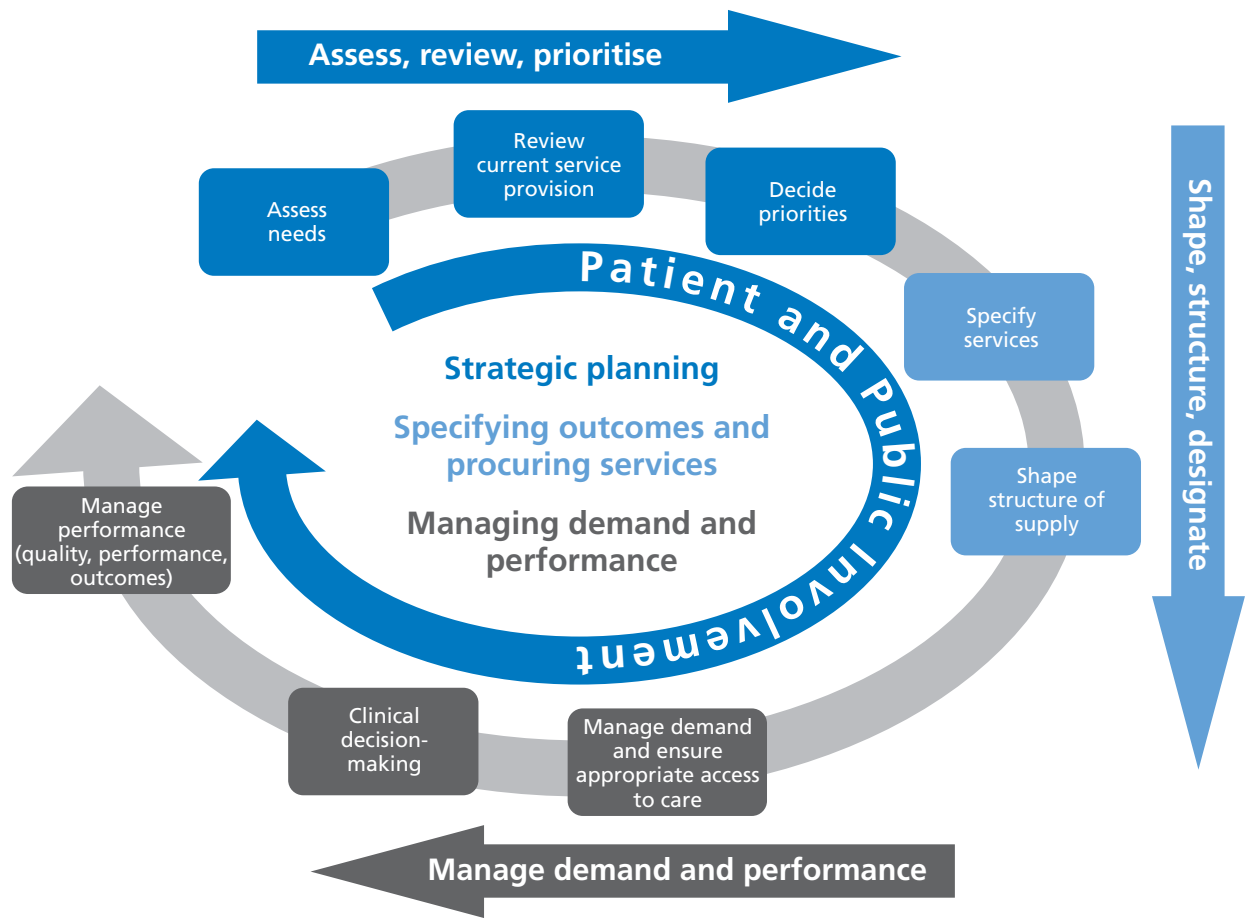 Assess, review, prioritise
Review
current service
provision
Assess
needs
Decide
priorities
Specify
services
Shape
structure of
supply
Shape, structure, designate
Patient and Public Involvement
Strategic planning
Specifying outcomes and
procuring services
Managing demand and
performance
Manage
performance
(quality, performance,
outcomes)
Clinical
decision-
making
Manage demand
and ensure
appropriate access
to care
Manage demand and performance